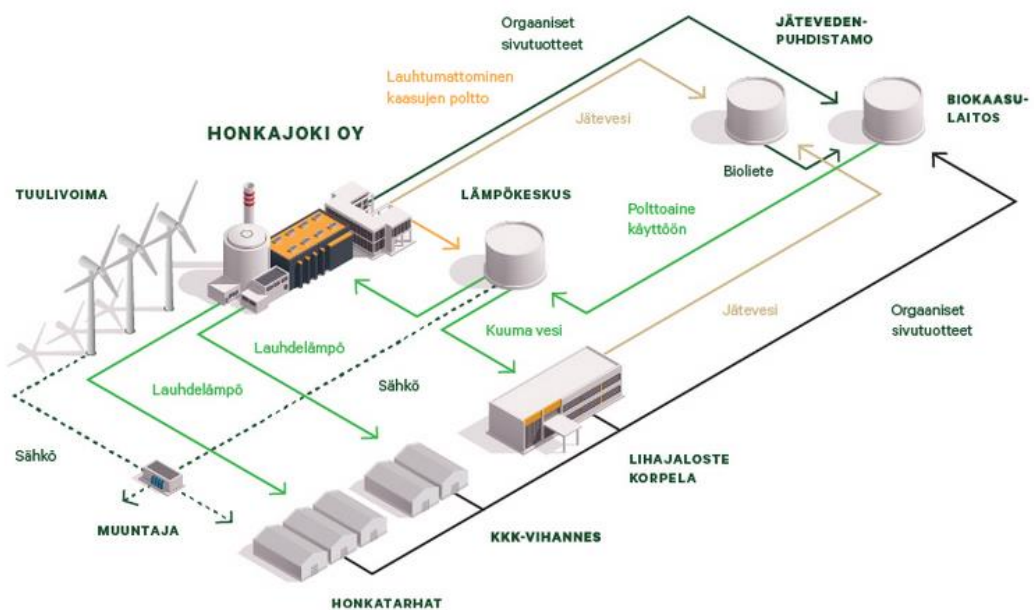 Orgaaniset
sivutuotteet
JÄTEVEDEN-
PUHDISTAMO
Lauhtumattominen
kaasujen poltto
BIOKAASU-
LAITOS
HONKAJOKI OY
Jätevesi
Bioliete
TUULIVOIMA
LÄMPÖKESKUS
Polttoaine
käyttöön
Kuuma vesi
Jätevesi
Orgaaniset
sivutuotteet
Lauhdelämpö
Lauhdelämpö
Sähkö
Sähkö
LIHAJALOSTE
KORPELA
MUUNTAJA
KKK-VIHANNES
HONKATARHAT